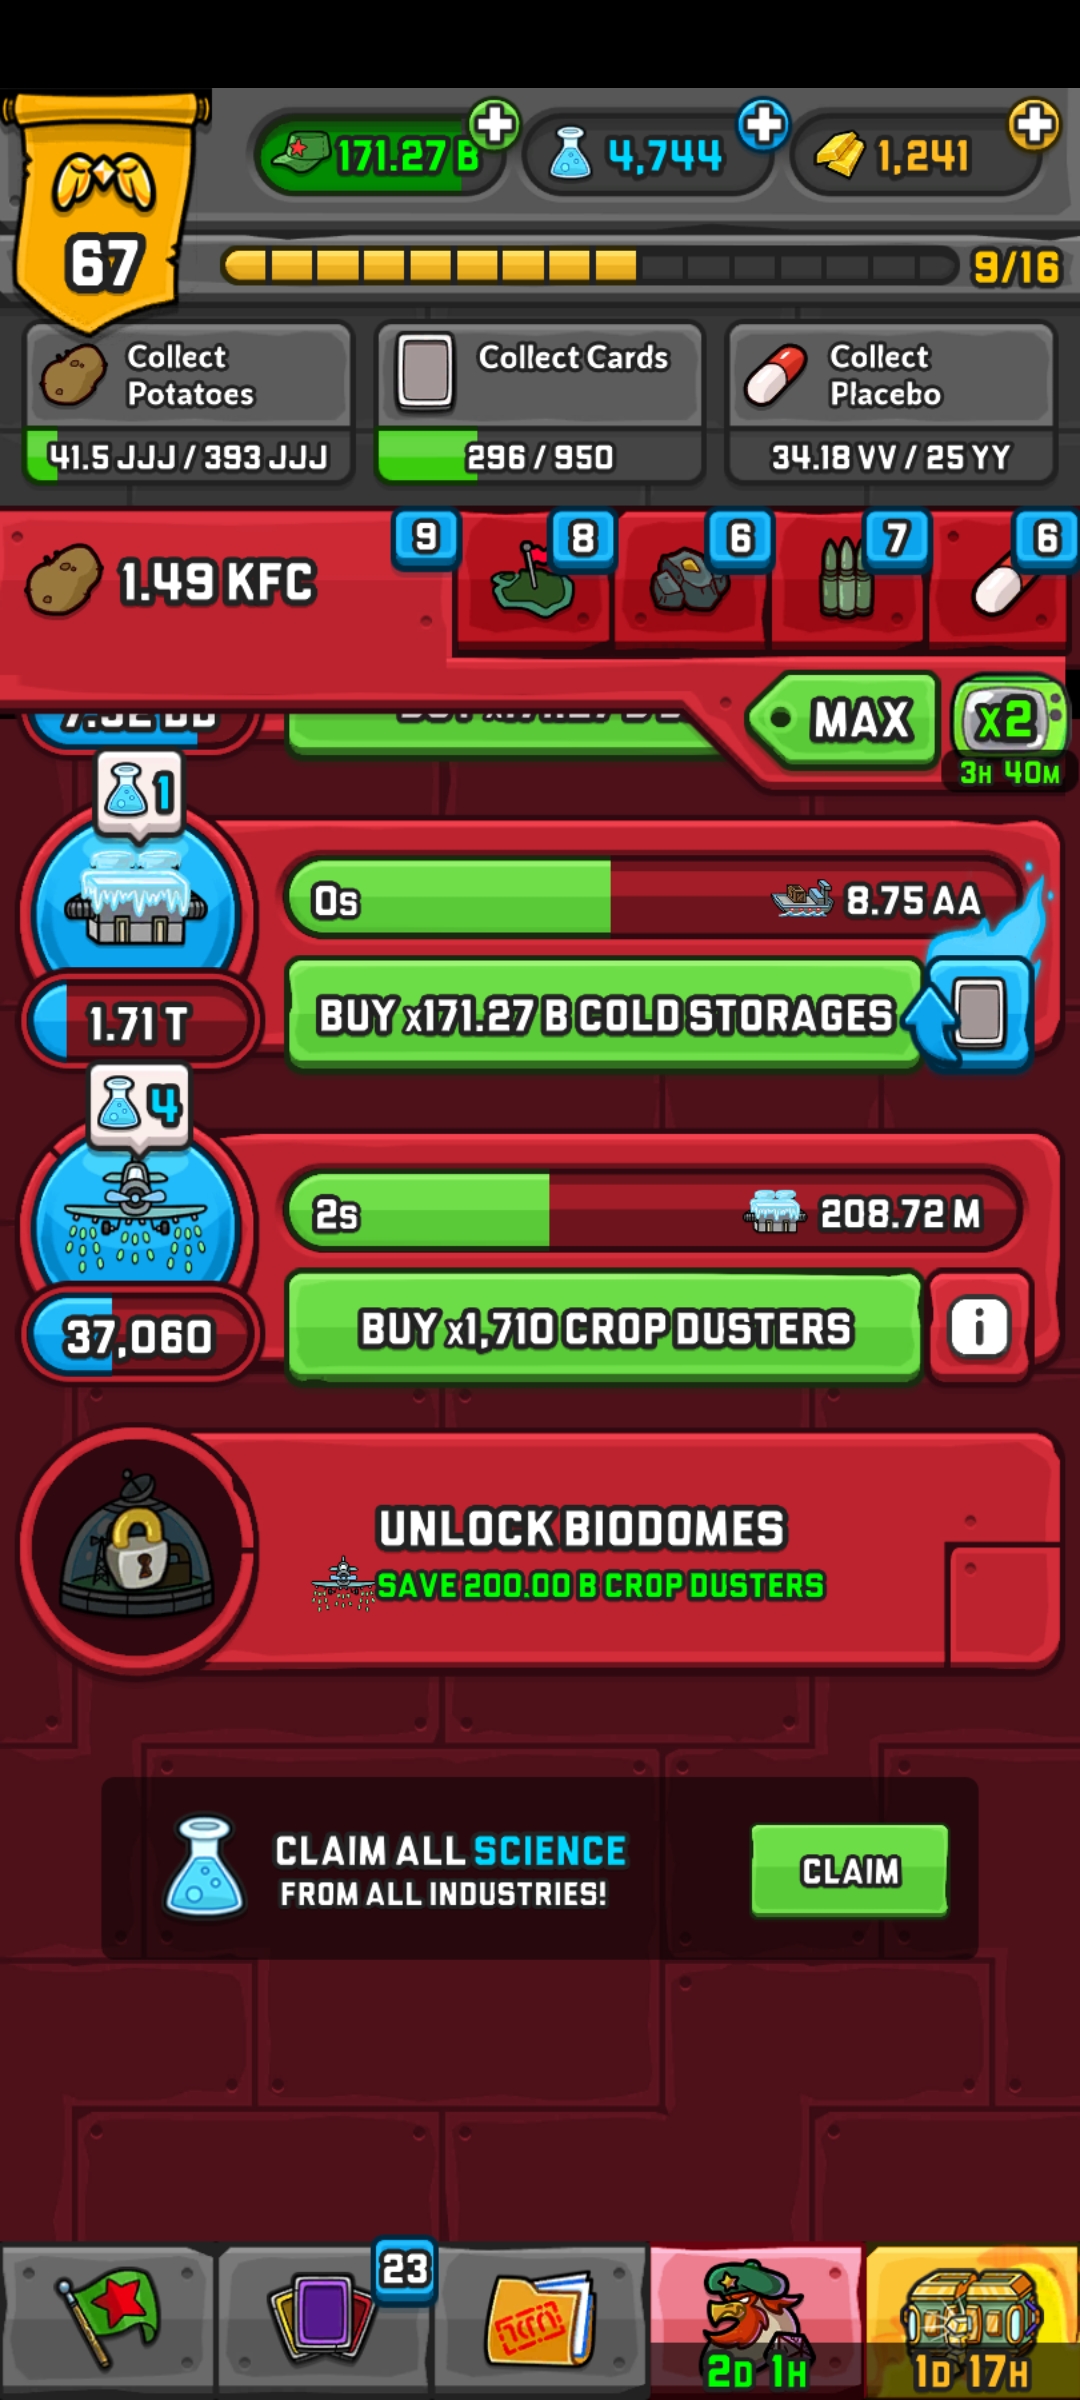 171.27 B
4,744
1,241
67
9/16
Collect
Potatoes
41.5 JJJ / 393 JJJ
Collect Cards
296 / 950
Collect
Placebo
34.18 VV / 25 YY
1.49 KFC
9
8
6
7
6
MAX
x2
3H 40M
1
0s
8.75 AA
BUY x171.27 B COLD STORAGES
1.71 T
4
2s
208.72 M
BUY x1,710 CROP DUSTERS
i
37,060
UNLOCK BIODOMES
SAVE 200.00 B CROP DUSTERS
CLAIM ALL SCIENCE
FROM ALL INDUSTRIES!
CLAIM
23
2D 1H
1D 17H